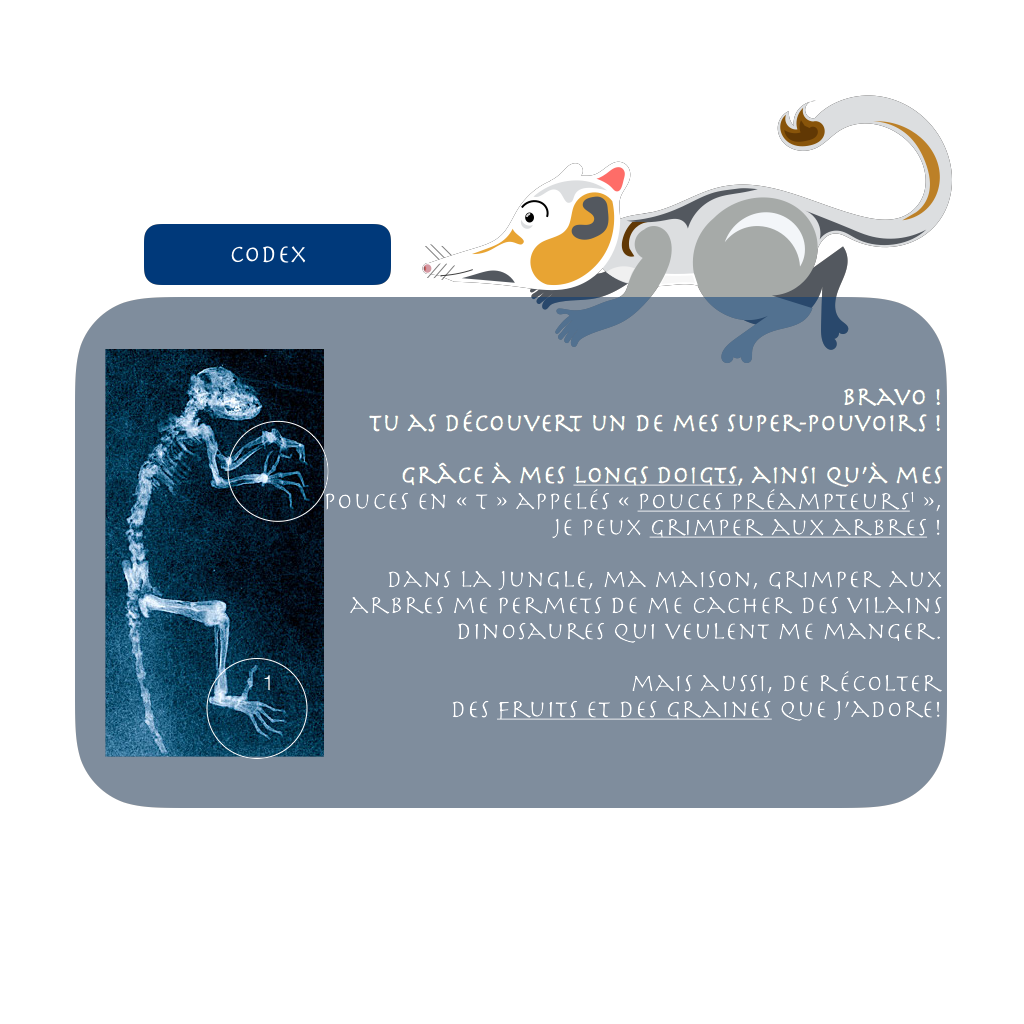 CODEX
BRAVO !
TU AS DÉCOUVERT UN DE MES SUPER-POUVOIRS !
GRÂCE À MES LONGS DOIGTS, AINSI QU'À MES
POUCES EN « T » APPELÉS « POUCES PRÉAMPTEURS¹ »,
JE PEUX GRIMPER AUX ARBRES !
DANS LA JUNGLE, MA MAISON, GRIMPER AUX
ARBRES ME PERMETS DE ME CACHER DES VILAINS
DINOSAURES QUI VEULENT ME MANGER.
MAIS AUSSI, DE RÉCOLTER
DES FRUITS ET DES GRAINES QUE J'ADORE!
1